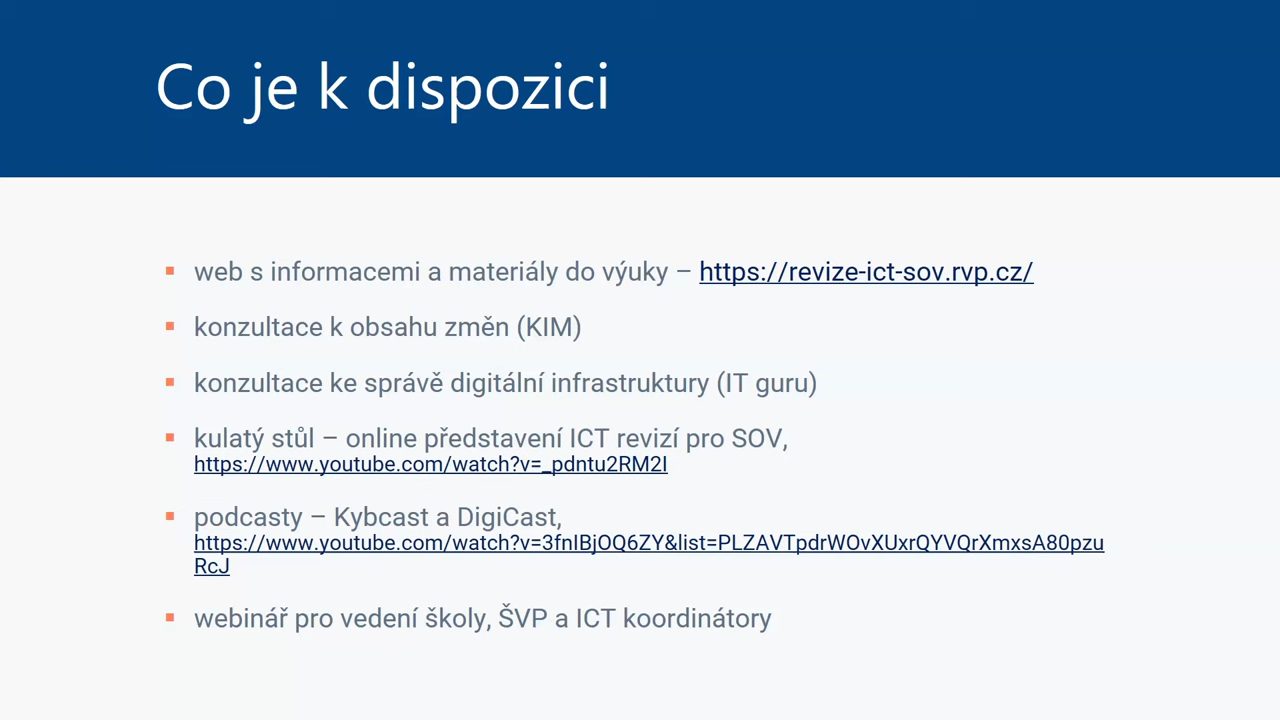 Co je k dispozici
▪ web s informacemi a materiály do výuky – https://revize-ict-sov.rvp.cz/
▪ konzultace k obsahu změn (KIM)
▪ konzultace ke správě digitální infrastruktury (IT guru)
▪ kulatý stůl – online představení ICT revizí pro SOV,
https://www.youtube.com/watch?v=_pdntu2RM2I
▪ podcasty – Kybcast a DigiCast,
https://www.youtube.com/watch?v=3fnIBjOQ6ZY&list=PLZAVTpdrWOvXUxrQYVQrXmxsA80pzu
RcJ
▪ webinář pro vedení školy, ŠVP a ICT koordinátory